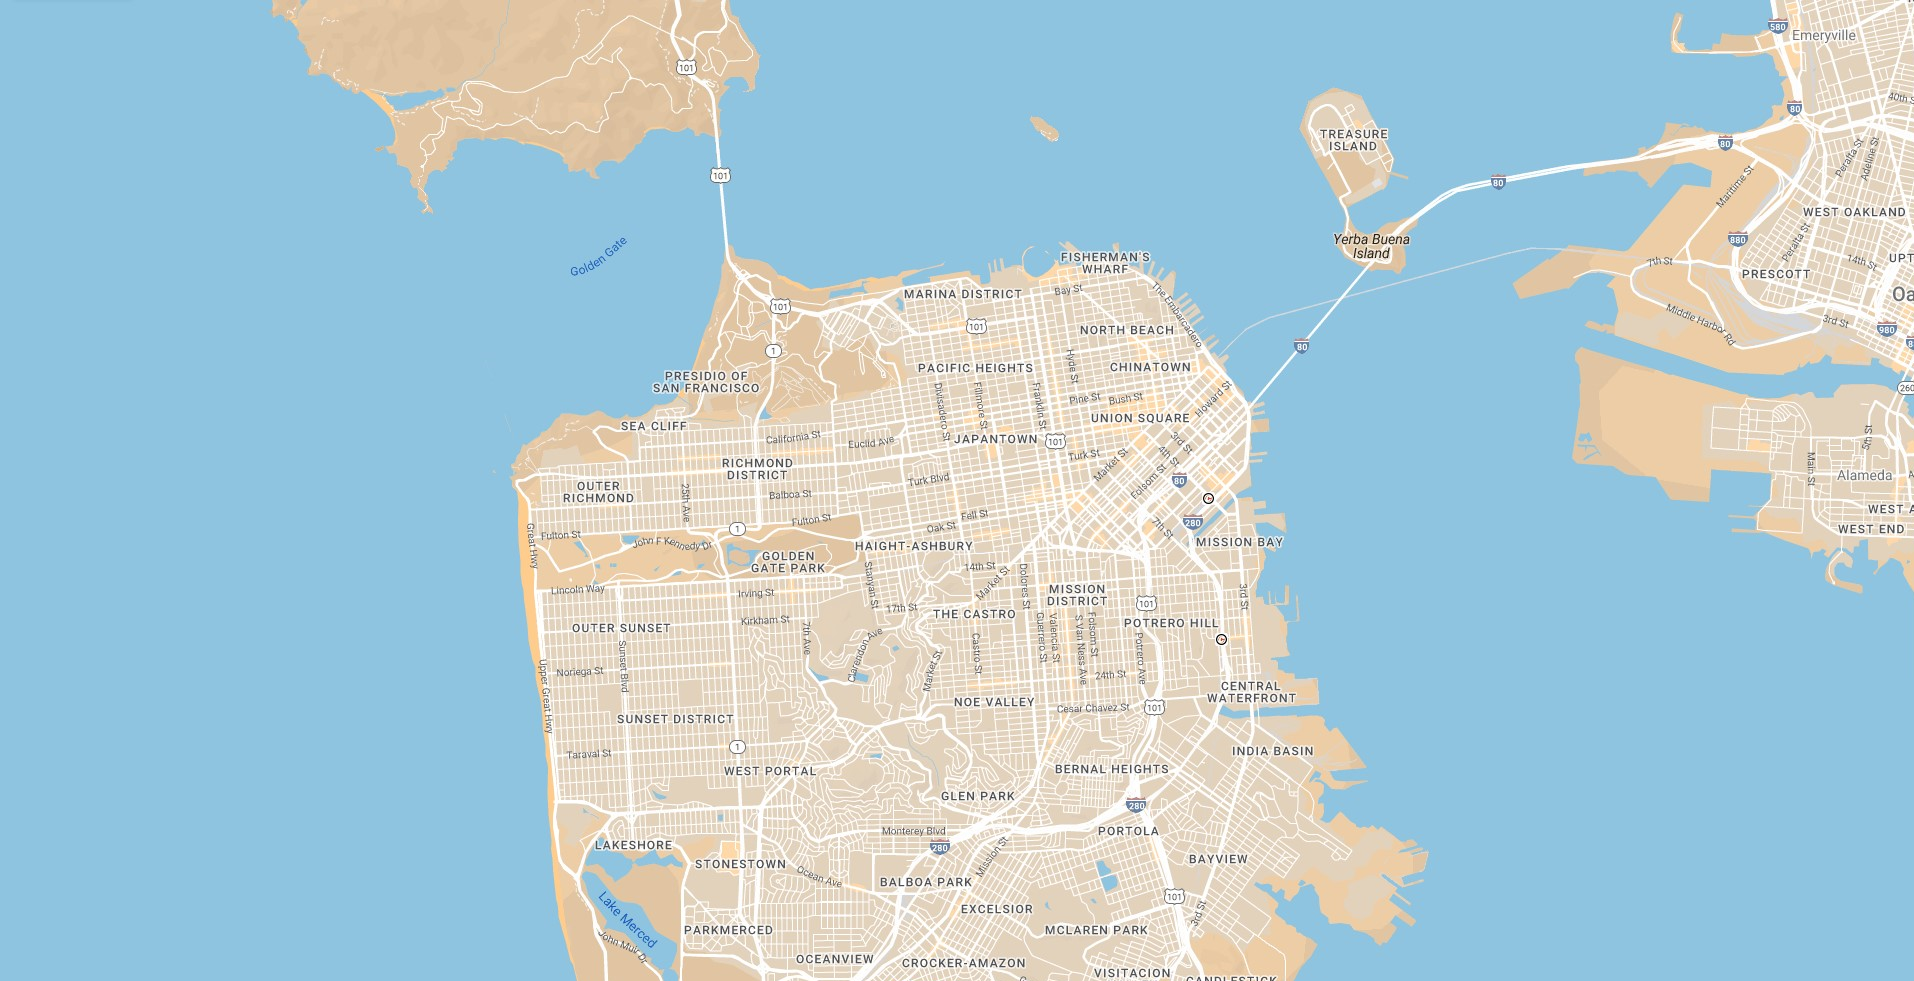 580
Emeryville
101
80
40th S
TREASURE
ISLAND
80
Peralta St
Adeline St
101
80
Maritime St
WEST OAKLAND
Golden Gate
Yerba Buena
Island
880
Peralta St
FISHERMAN'S
WHARF
7th St
14th St
UPT
PRESCOTT
MARINA DISTRICT
Bay St
The Embarcadero
Oa
101
101
NORTH BEACH
Middle Harbor Rd
3rd St
980
80
8
1
PRESIDIO OF
SAN FRANCISCO
PACIFIC HEIGHTS
Hyde St
CHINATOWN
260
Divisadero St
Fillmore St
Franklin St
Pine St
Bush St
Howard St
SEA CLIFF
UNION SQUARE
California St
Euclid Ave
JAPANTOWN
101
3rd St
5th St
RICHMOND
DISTRICT
Turk St
Market St
4th St
Main St
Alameda
N
OUTER
RICHMOND
25th Ave
Balboa St
Turk Blvd
Folsom St
80
WEST A
Fulton St
Fell St
280
Great Hwy
Fulton St
1
Oak St
7th St
WEST END
John F Kennedy Dr
HAIGHT-ASHBURY
MISSION BAY
GOLDEN
GATE PARK
14th St
Lincoln Way
Irving St
Stanyan St
Market St
Dolores St
MISSION
DISTRICT
3rd St
101
17th St
THE CASTRO
OUTER SUNSET
Kirkham St
7th Ave
Guerrero St
Valencia St
S Van Ness Ave
Folsom St
POTRERO HILL
Clarendon Ave
Castro St
Potrero Ave
Upper Great Hwy
Noriega St
Sunset Blvd
Market St
24th St
CENTRAL
WATERFRONT
NOE VALLEY
Cesar Chavez St
101
SUNSET DISTRICT
1
Taraval St
INDIA BASIN
WEST PORTAL
BERNAL HEIGHTS
GLEN PARK
280
Monterey Blvd
PORTOLA
LAKESHORE
280
Mission St
STONESTOWN
BAYVIEW
Ocean Ave
BALBOA PARK
101
Lake Merced
EXCELSIOR
3rd St
PARKMERCED
MCLAREN PARK
John Muir Dr
OCEANVIEW
CROCKER-AMAZON
VISITACION
CANDLESTICK